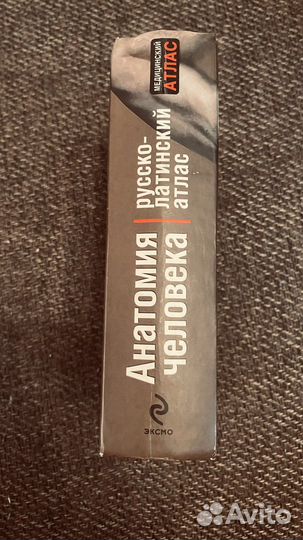 МЕДИЦИНСКИЙ
АТЛАС
Анатомия
человека
русско-
латинский
атлас
ЭКСМО
Avito